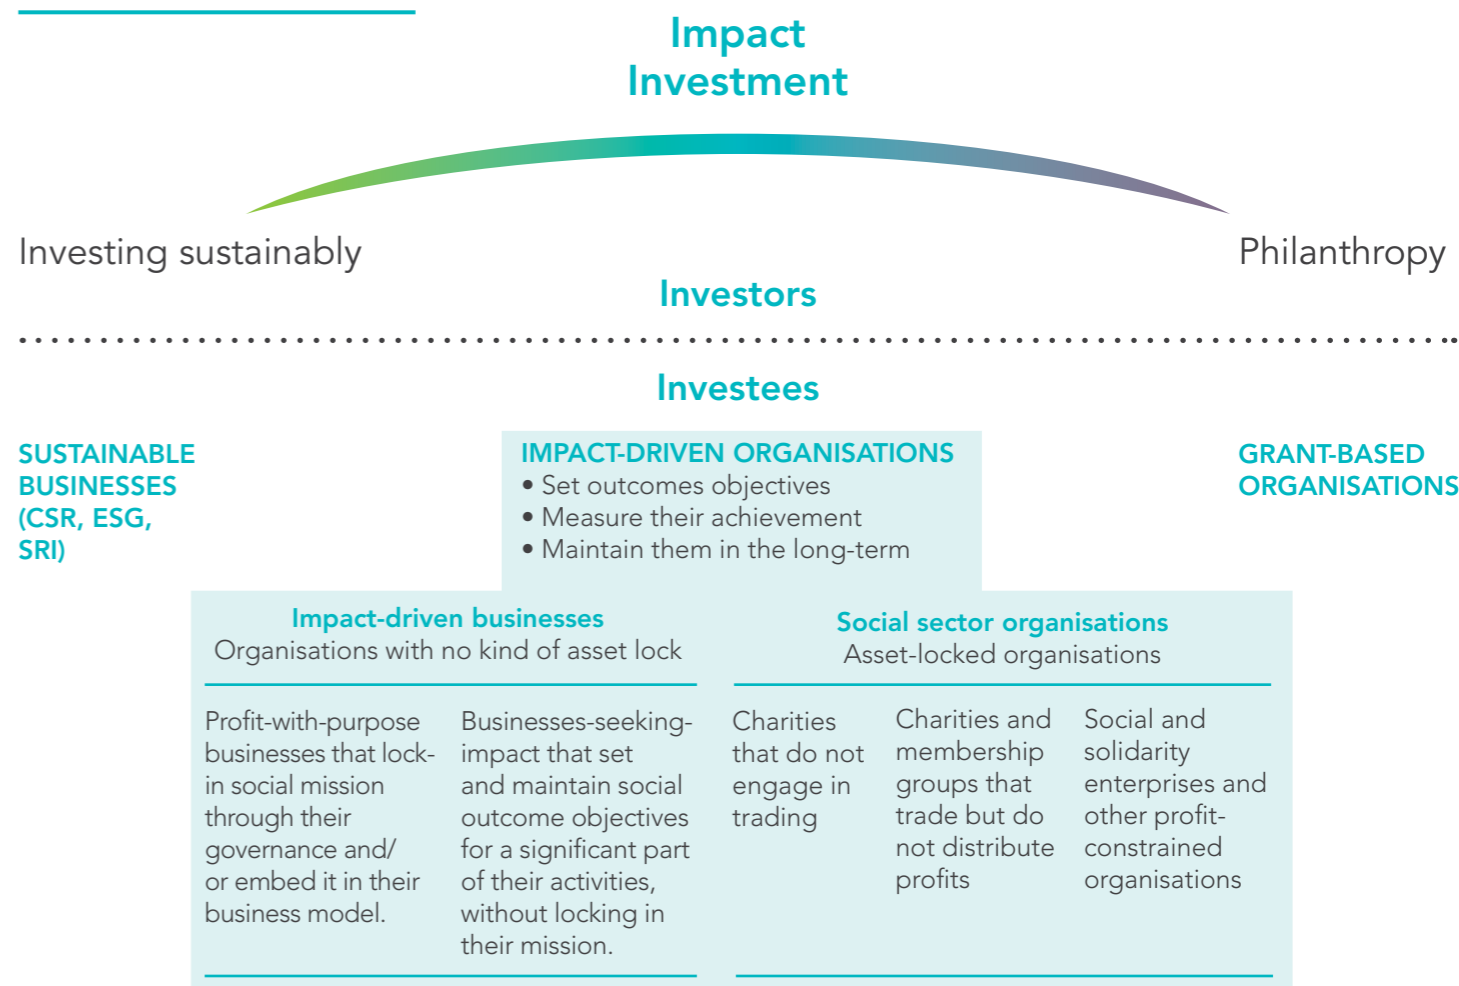 Impact
Investment
Investing sustainably
Philanthropy
Investors
Investees
SUSTAINABLE
BUSINESSES
(CSR, ESG,
SRI)
IMPACT-DRIVEN ORGANISATIONS
• Set outcomes objectives
• Measure their achievement
• Maintain them in the long-term
GRANT-BASED
ORGANISATIONS
Impact-driven businesses
Organisations with no kind of asset lock
Profit-with-purpose
businesses that lock-
in social mission
through their
governance and/
or embed it in their
business model.
Businesses-seeking-
impact that set
and maintain social
outcome objectives
for a significant part
of their activities,
without locking in
their mission.
Social sector organisations
Asset-locked organisations
Charities
that do not
engage in
trading
Charities and
membership
groups that
trade but do
not distribute
profits
Social and
solidarity
enterprises and
other profit-
constrained
organisations